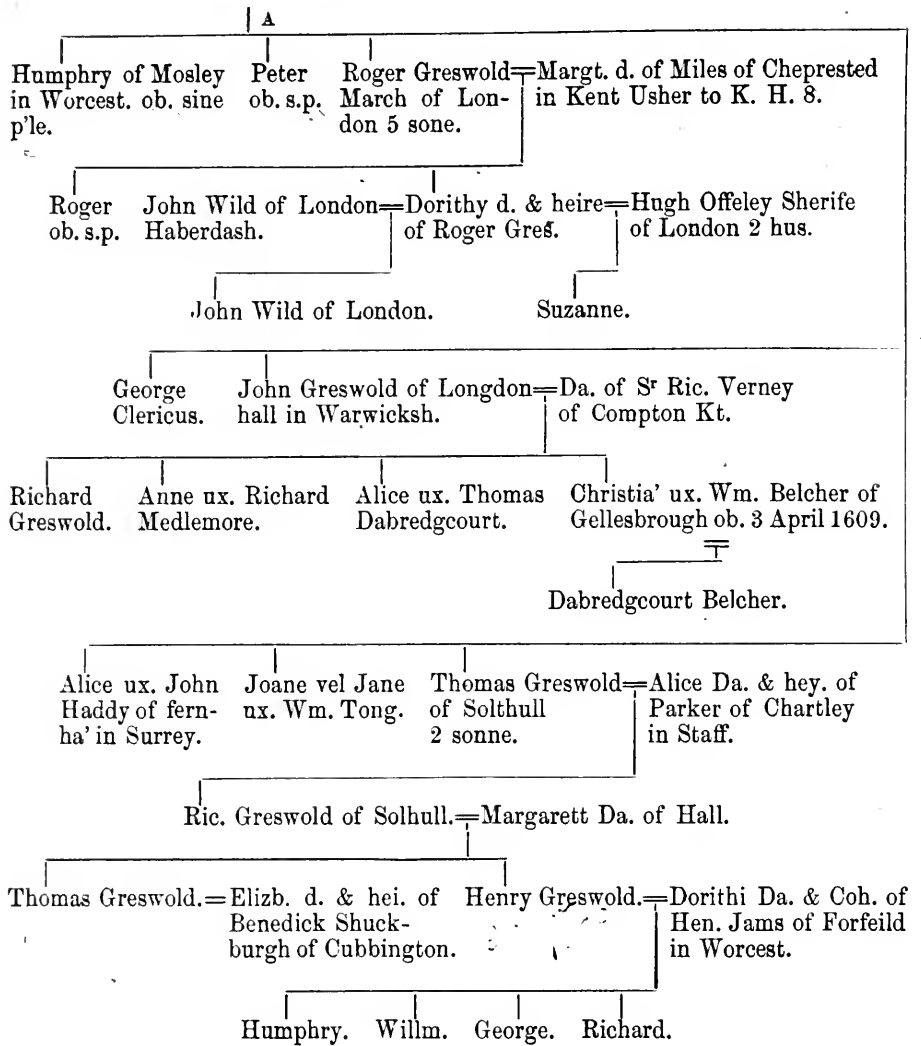 A
Humphry of Mosley
in Worcest. ob. sine
p'le.
Peter
ob. s.p.
Roger Greswold=Margt. d. of Miles of Cheprested
March of Lon-
don 5 sone.
in Kent Usher to K. H. 8.
Roger
ob. s.p.
John Wild of London=Dorithy d. & heire=Hugh Offeley Sherife
Haberdash.
of Roger Gres.
of London 2 hus.
John Wild of London.
Suzanne.
George
Clericus.
John Greswold of Longdon=Da. of Sr Ric. Verney
hall in Warwicksh.
of Compton Kt.
Richard
Greswold.
Anne ux. Richard
Medlemore.
Alice ux. Thomas
Dabredgcourt.
Christia' ux. Wm. Belcher of
Gellesbrough ob. 3 April 1609.
Dabredgcourt Belcher.
Alice ux. John
Haddy of fern-
ha' in Surrey.
Joane vel Jane
ux. Wm. Tong.
Thomas Greswold=Alice Da. & hey. of
of Solthull
2 sonne.
Parker of Chartley
in Staff.
Ric. Greswold of Solhull.=Margarett Da. of Hall.
Thomas Greswold.=Elizb. d. & hei. of
Benedick Shuck-
burgh of Cubbington.
Henry Greswold.=Dorithi Da. & Coh. of
Hen. Jams of Forfeild
in Worcest.
Humphry. Willm. George. Richard.